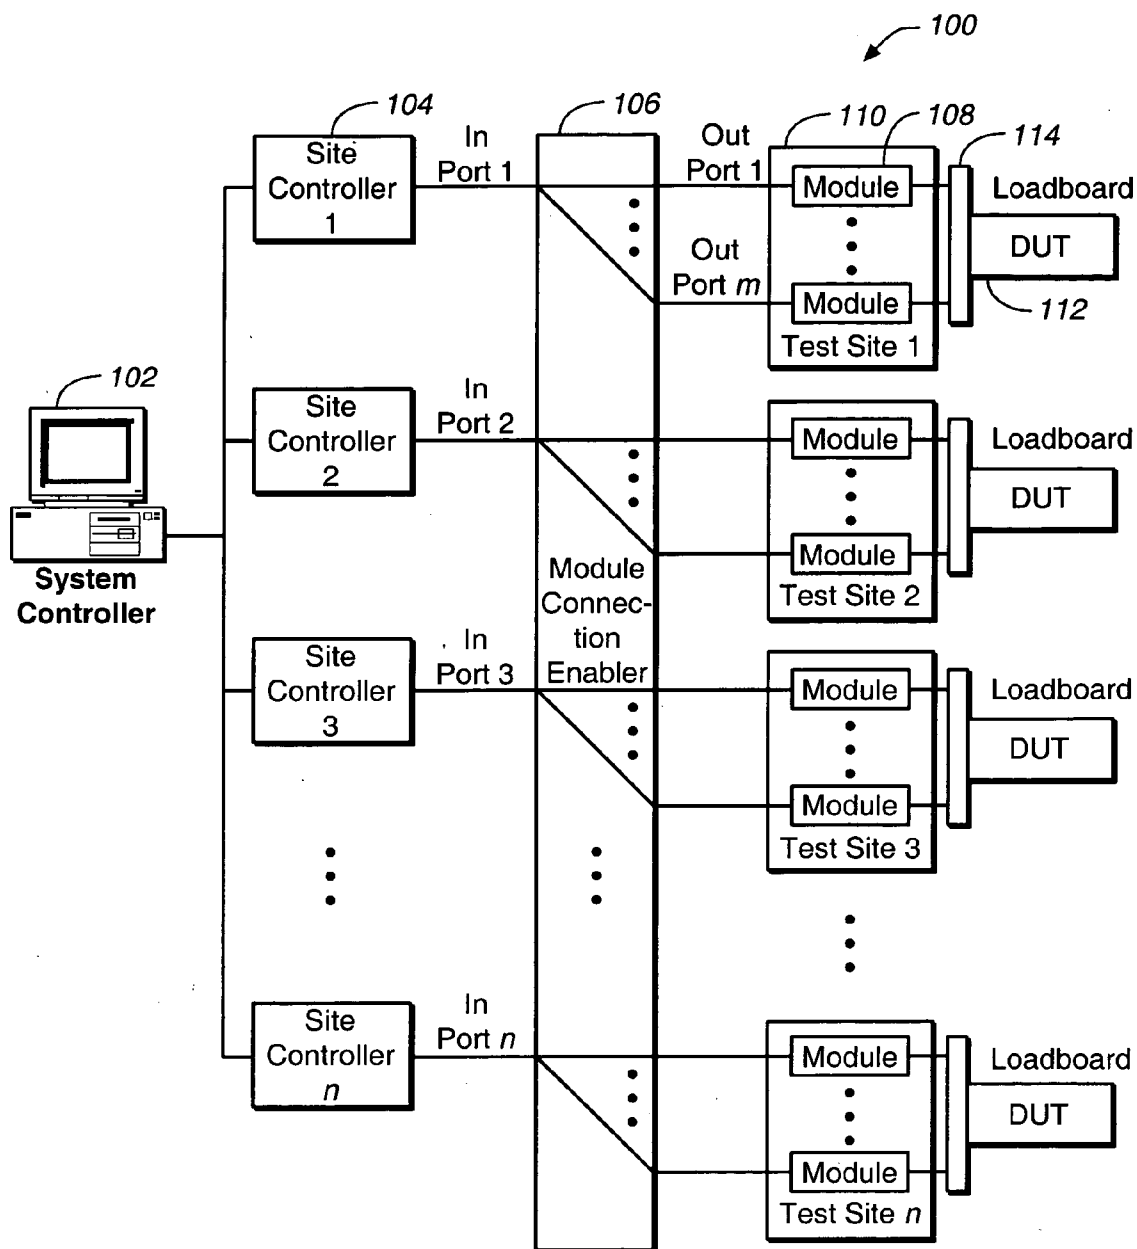 100
104
Site
Controller
1
In
Port 1
106
Out
Port 1
Out
Port m
110
108
Module
Module
Test Site 1
114
Loadboard
DUT
112
102
System
Controller
Site
Controller
2
In
Port 2
Module
Module
Test Site 2
Loadboard
DUT
Module
Connec-
tion
Enabler
Site
Controller
3
In
Port 3
Module
Module
Test Site 3
Loadboard
DUT
Site
Controller
n
In
Port n
Module
Module
Test Site n
Loadboard
DUT